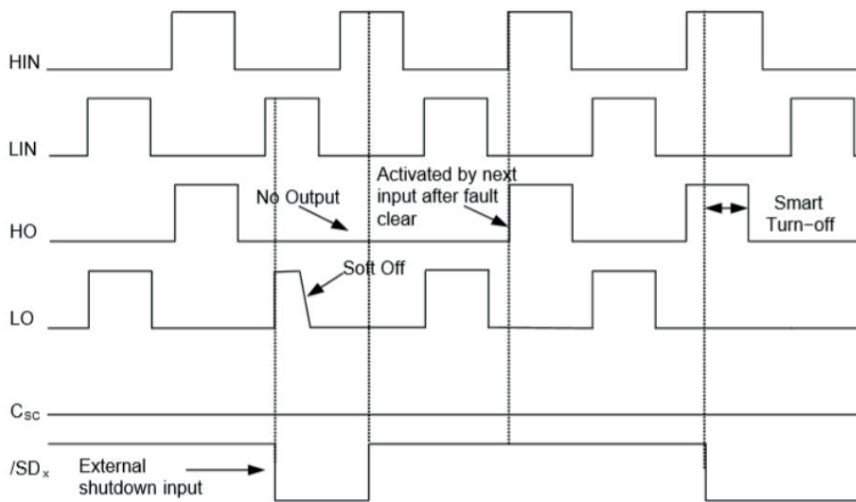 HIN
LIN
Activated by next
input after fault
clear
No Output
Smart
Turn-off
HO
Soft Off
LO
CSC
/SDx
External
shutdown input